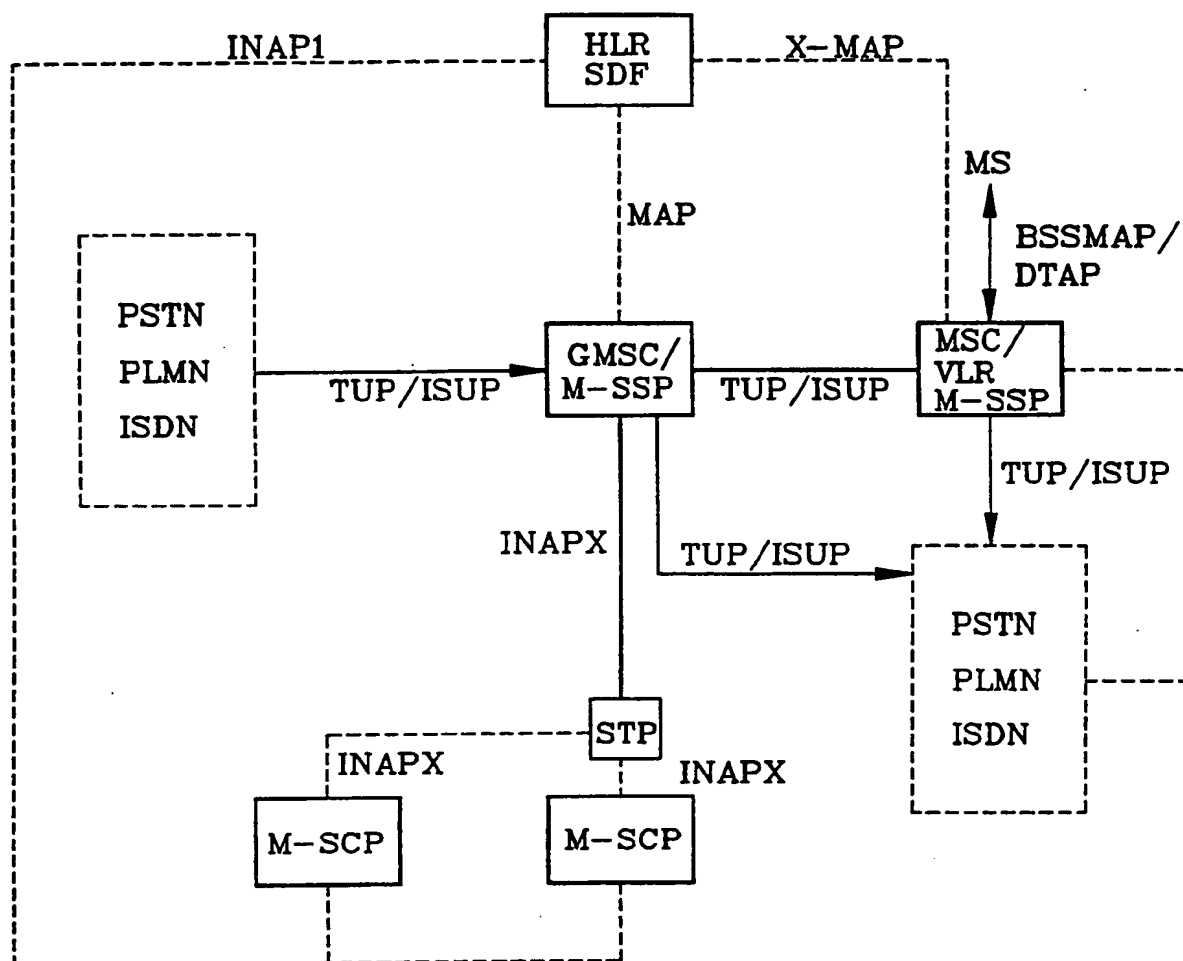 INAP1
HLR
SDF
X-MAP
MS
MAP
BSSMAP/
DTAP
PSTN
PLMN
ISDN
TUP/ISUP
GMSC/
M-SSP
TUP/ISUP
MSC/
VLR
M-SSP
TUP/ISUP
INAPX
TUP/ISUP
PSTN
PLMN
ISDN
STP
INAPX
INAPX
M-SCP
M-SCP